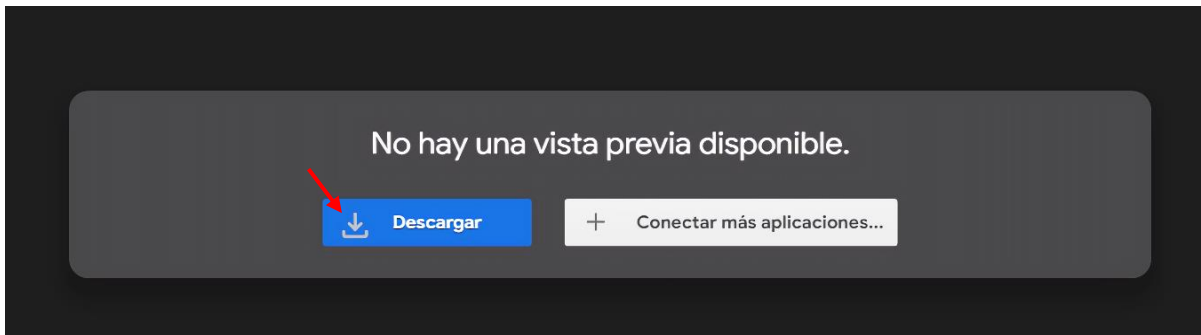 No hay una vista previa disponible.
Descargar
Conectar más aplicaciones...